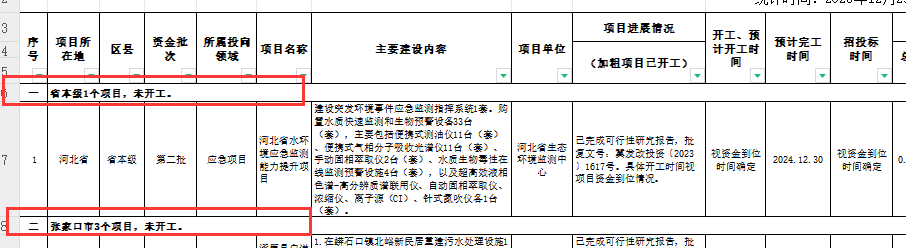 2
3
4
5
序号
项目所在地
区县
资金批次
所属投向领域
项目名称
主要建设内容
项目单位
项目进展情况
（加粗项目已开工）
开工、预计开工时间
预计完工时间
招投标时间
一 省本级1个项目，未开工。
7
1
河北省
省本级
第二批
应急项目
河北省水环
境应急监测
能力提升项
目
建设突发环境事件应急监测指挥系统1套。购
置水质快速监测和生物预警设备33台
（套），主要包括便携式测油仪11台（套）、
便携式气相分子吸收光谱仪11台（套）、
手动固相萃取仪2台（套）、水质生物毒性在
线监测预警设施4台（套），以及超高效液相
色谱-高分辨质谱联用仪、自动固相萃取仪、
浓缩仪、离子源（CI）、针式氮吹仪各1台
（套）。
河北省生态
环境监测中
心
已完成可行性研究报告，批
复文号：冀发改投资〔2023
〕1617号。具体开工时间视
项目资金到位情况。
视资金到位
时间确定
2024.12.30
视资金到位
时间确定
0.
8
二 张家口市3个项目，未开工。
1. 在
石口镇北峪新民居重建污水处理设施1
已完成可行性研究报告，批